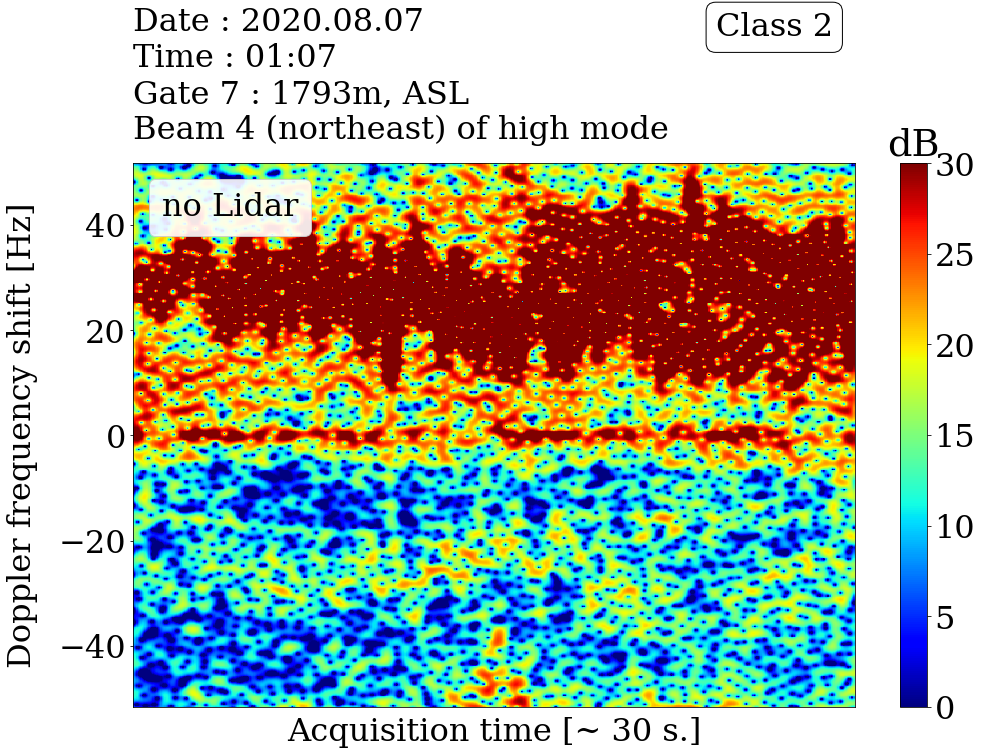 Date : 2020.08.07
Time : 01:07
Gate 7 : 1793m, ASL
Beam 4 (northeast) of high mode
Class 2
dB
no Lidar
40
20
0
−20
−40
Doppler frequency shift [Hz]
Acquisition time [~ 30 s.]
30
25
20
15
10
5
0